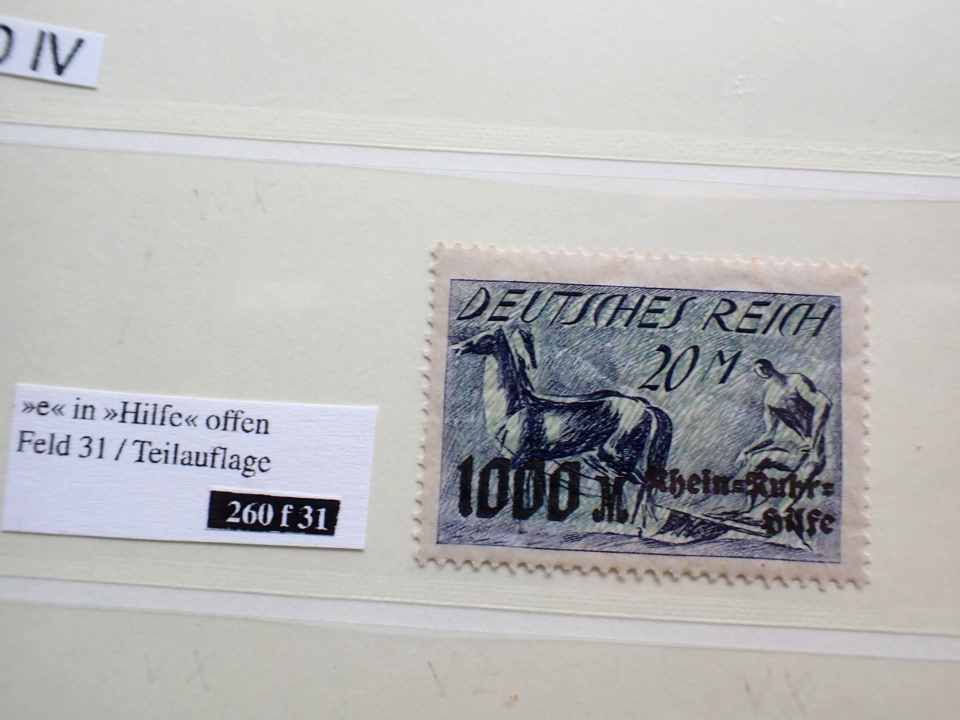 IV
»e« in »Hilfe« offen
Feld 31 / Teilauflage
260 f 31
DEUTSCHES REICH
20 M
1000 M
Rhein=Ruhr=
Hilfe